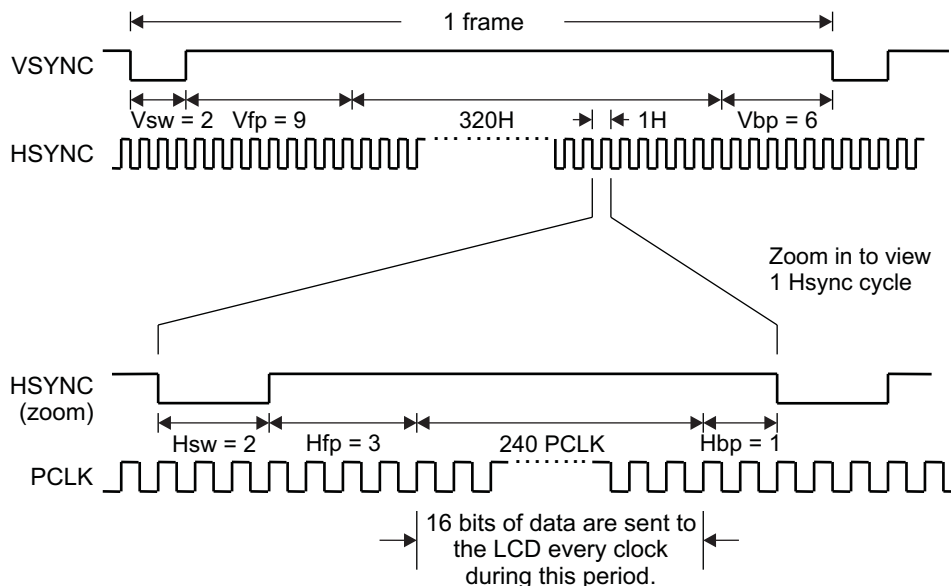 1 frame
VSYNC
Vsw = 2
Vfp = 9
320H
1H
Vbp = 6
HSYNC
Zoom in to view
1 Hsync cycle
HSYNC
(zoom)
Hsw = 2
Hfp = 3
240 PCLK
Hbp = 1
PCLK
16 bits of data are sent to
the LCD every clock
during this period.